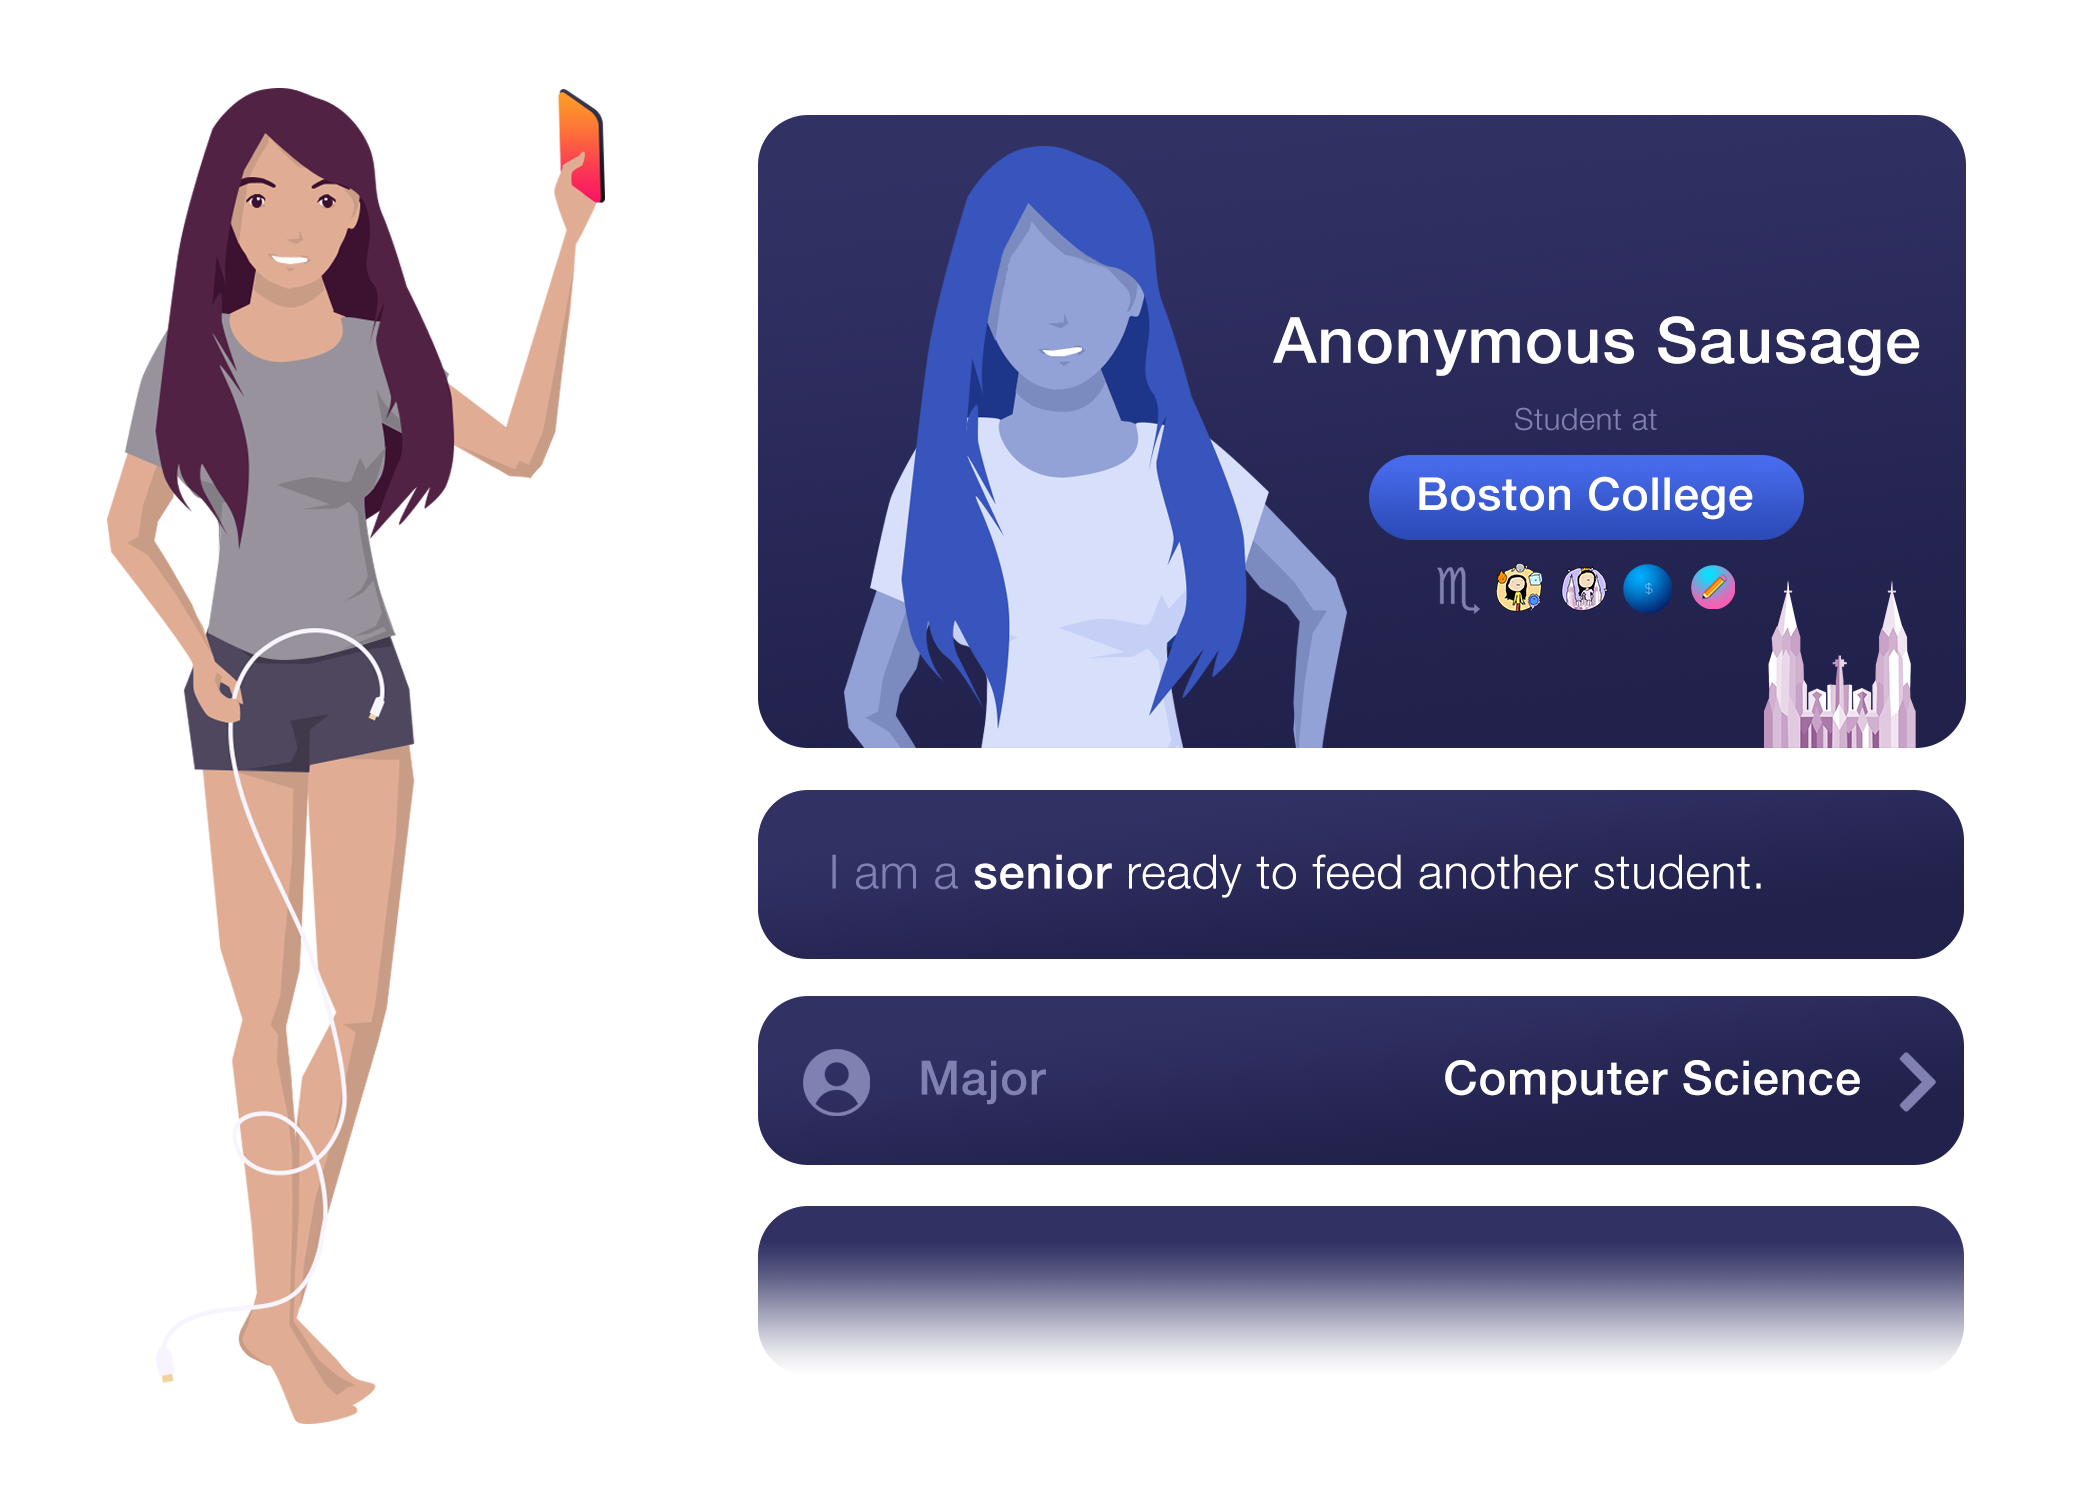 Anonymous Sausage
Student at
Boston College
$
I am a senior ready to feed another student.
Major
Computer Science